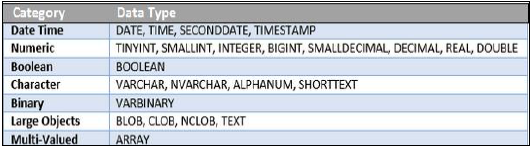 Category Data Type
Date Time DATE, TIME, SECONDDATE, TIMESTAMP
Numeric TINYINT, SMALLINT, INTEGER, BIGINT, SMALLDECIMAL, DECIMAL, REAL, DOUBLE
Boolean BOOLEAN
Character VARCHAR, NVARCHAR, ALPHANUM, SHORTTEXT
Binary VARBINARY
Large Objects BLOB, CLOB, NCLOB, TEXT
Multi-Valued ARRAY